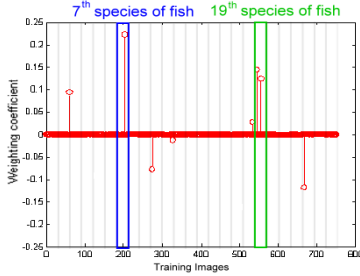 7th species of fish
19th species of fish
0.25
0.2
0.15
0.1
0.05
0
-0.05
-0.1
-0.15
-0.2
-0.25
Weighting coefficient
0 100 200 300 400 500 600 700 800
Training Images